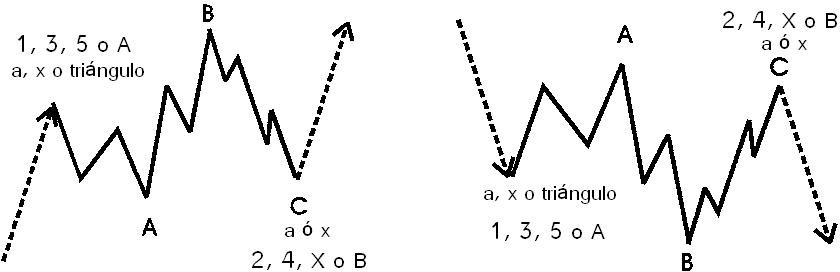 B
1, 3, 5 o A
a, x o triángulo
A
C
a ó x
2, 4, X o B
2, 4, X o B
a ó x
A
C
a, x o triángulo
1, 3, 5 o A
B